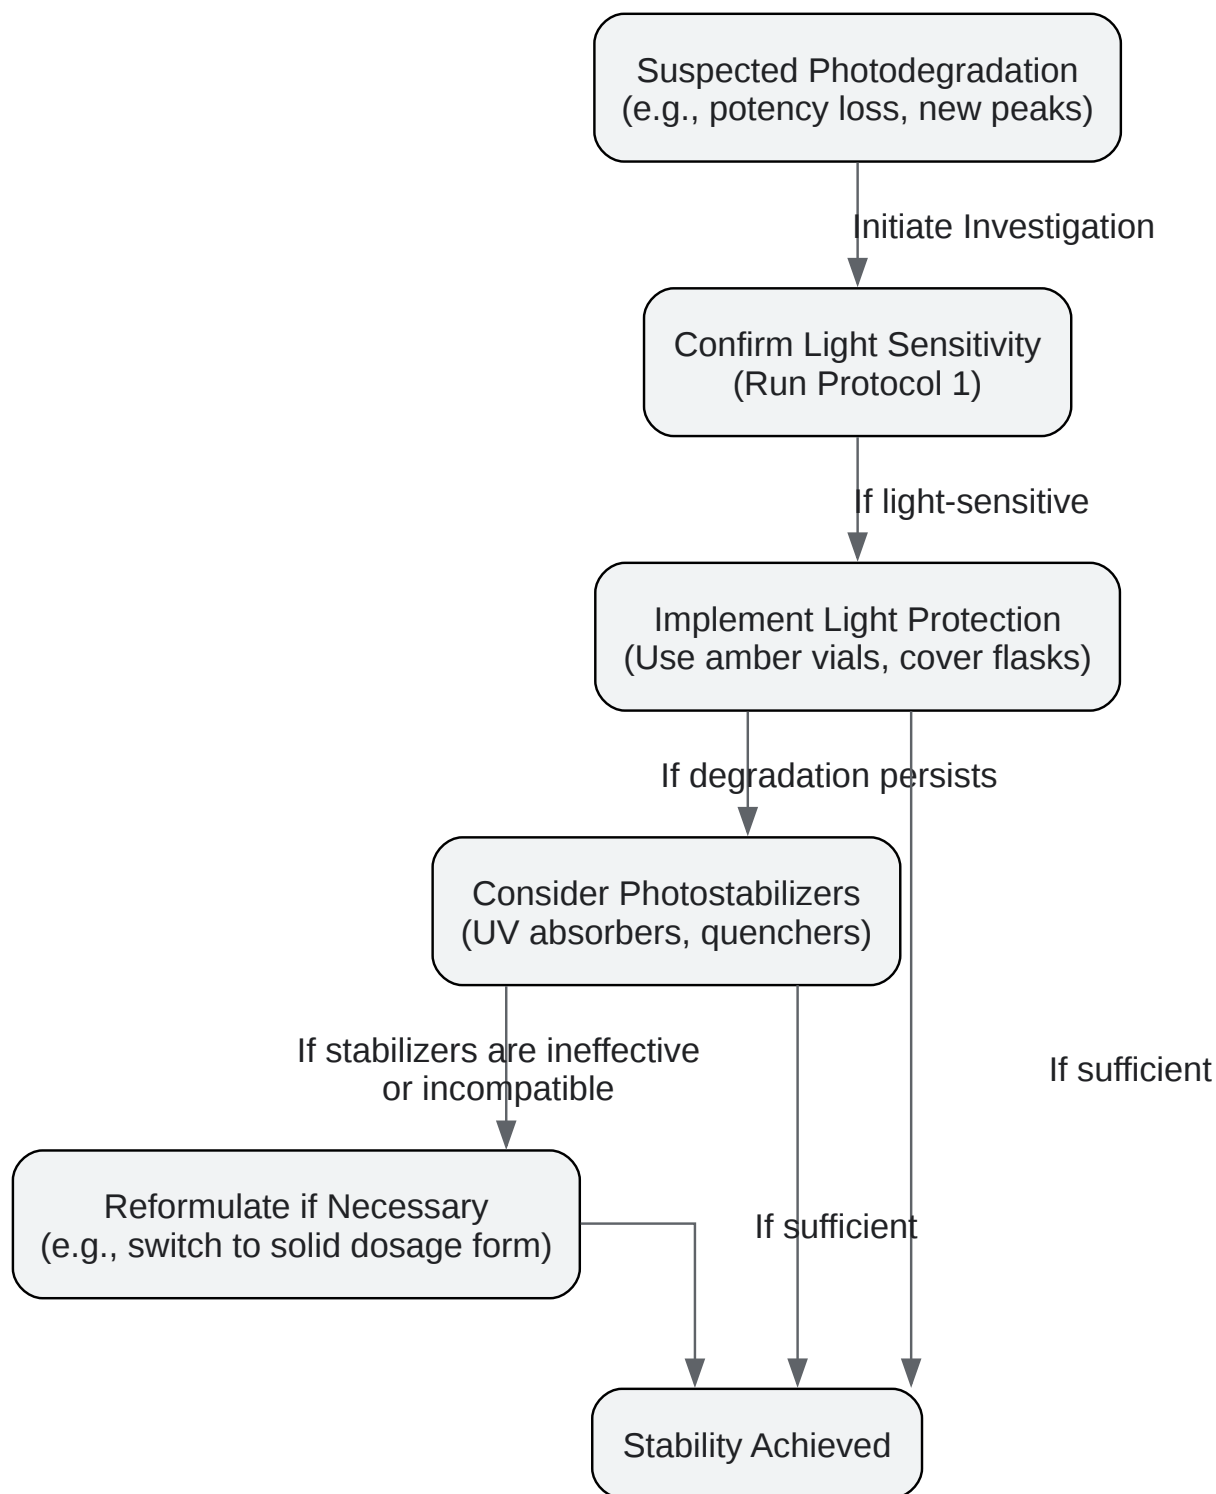 Suspected Photodegradation
(e.g., potency loss, new peaks)
Initiate Investigation
Confirm Light Sensitivity
(Run Protocol 1)
If light-sensitive
Implement Light Protection
(Use amber vials, cover flasks)
If degradation persists
Consider Photostabilizers
(UV absorbers, quenchers)
If stabilizers are ineffective
or incompatible
If sufficient
Reformulate if Necessary
(e.g., switch to solid dosage form)
If sufficient
Stability Achieved